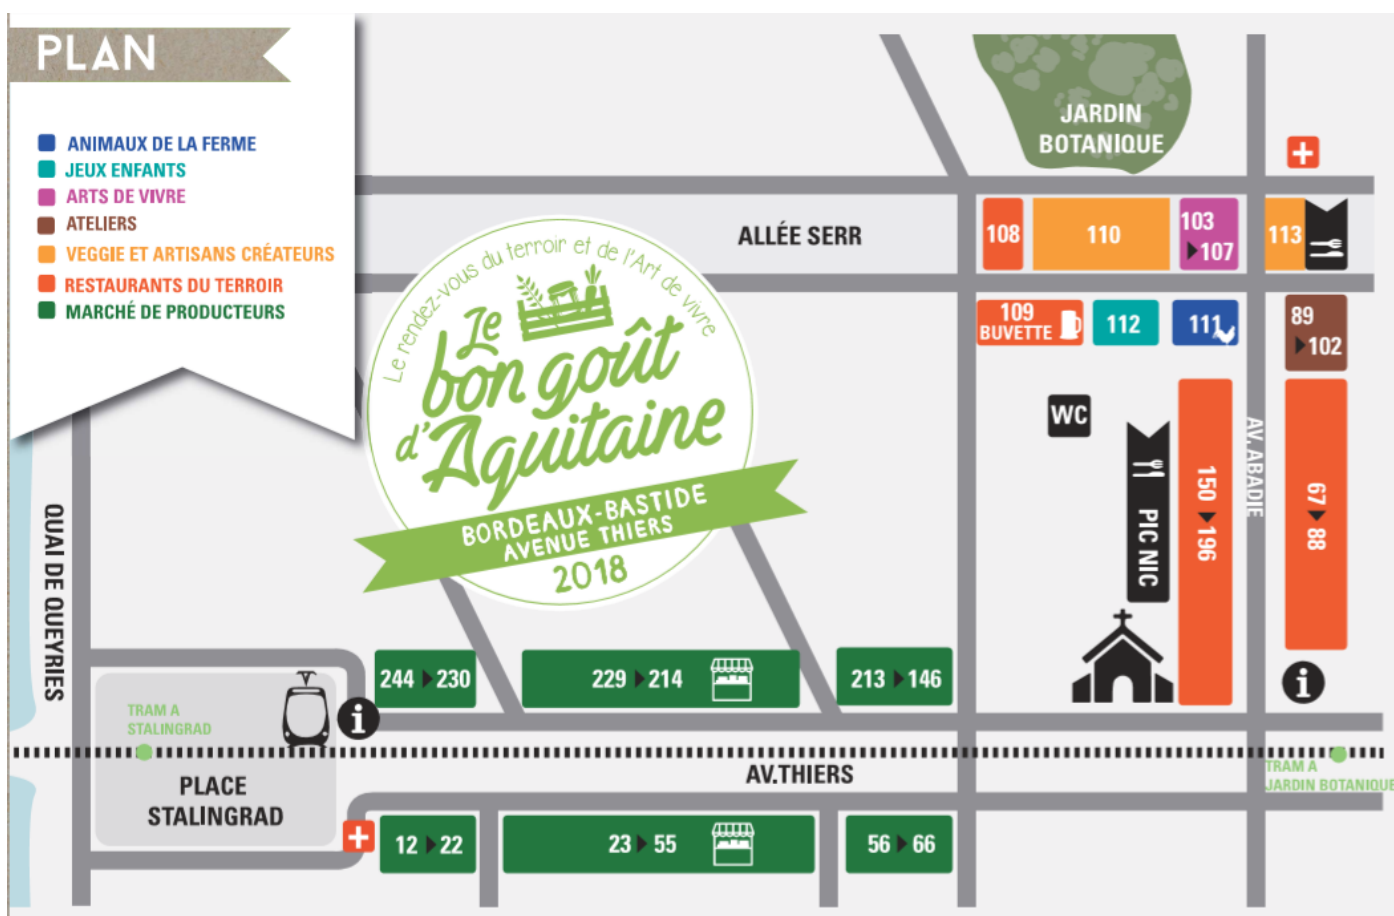 PLAN
ANIMAUX DE LA FERME
JEUX ENFANTS
ARTS DE VIVRE
ATELIERS
VEGGIE ET ARTISANS CRÉATEURS
RESTAURANTS DU TERROIR
MARCHÉ DE PRODUCTEURS
JARDIN
BOTANIQUE
ALLÉE SERR
108
110
103
107
113
109
BUVETTE
112
111
89
102
Le rendez-vous du terroir et de l'Art de vivre
Le
bon goût
d'Aquitaine
BORDEAUX-BASTIDE
AVENUE THIERS
2018
WC
PIC NIC
150 196
AV. ABADIE
67 88
QUAI DE QUEYRIES
244 230
229 214
213 146
i
i
TRAM A
STALINGRAD
PLACE
STALINGRAD
AV.THIERS
TRAM A
JARDIN BOTANIQUE
12 22
23 55
56 66